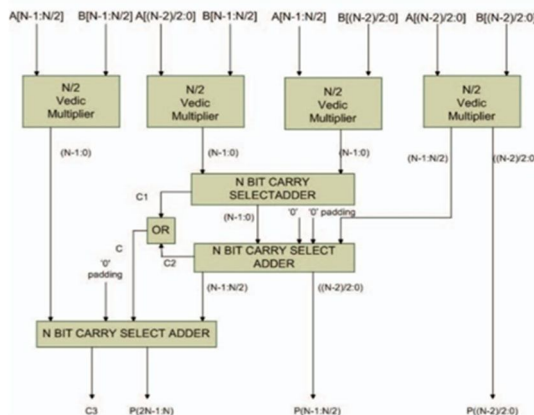 A[N-1:N/2] B[N-1:N/2] A[(N-2)/2:0] B[N-1:N/2] A[N-1:N/2] B[(N-2)/2:0] A[(N-2)/2:0] B[(N-2)/2:0]
N/2
Vedic
Multiplier
N/2
Vedic
Multiplier
N/2
Vedic
Multiplier
N/2
Vedic
Multiplier
(N-1:0)
(N-1:0)
(N-1:0)
(N-1:N/2)
((N-2)/2:0)
N BIT CARRY
SELECTADDER
C1
(N-1:0)
'0'
'0' padding
OR
C
C2
N BIT CARRY SELECT
ADDER
'0'
padding
(N-1:N/2)
((N-2)/2:0)
N BIT CARRY SELECT ADDER
C3
P(2N-1:N)
P(N-1:N/2)
P((N-2)/2:0)